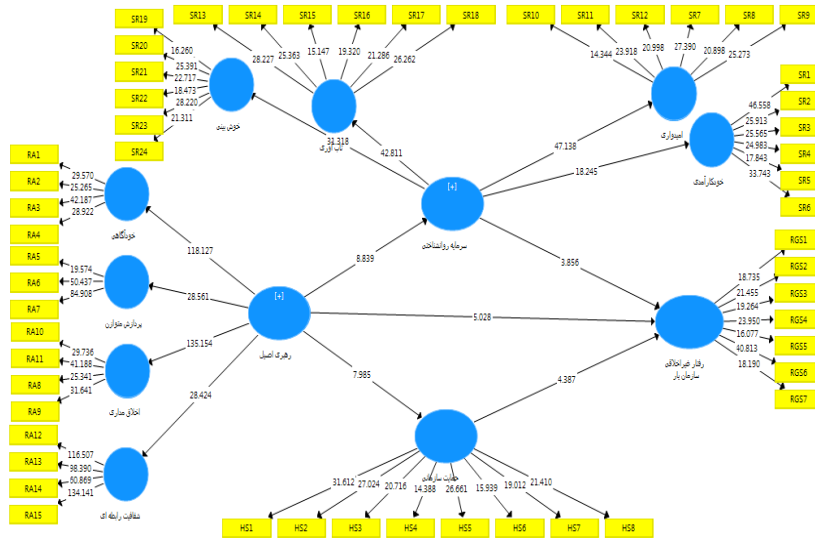 SR19
SR20
SR21
SR22
SR23
SR24
16.260
25.391
22.717
18.473
28.220
21.311
خوش بینی
SR13
SR14
SR15
SR16
SR17
SR18
28.227
25.363
15.147
19.320
21.286
26.262
تاب آوری
31.318
42.811
SR10
SR11
SR12
SR7
SR8
SR9
14.344
23.918
20.998
27.390
20.898
25.273
امیدواری
SR1
SR2
SR3
SR4
SR5
SR6
46.558
25.913
25.565
24.983
17.843
33.743
خودکارآمدی
47.138
18.245
[+]
سرمایه روانشناختی
RA1
RA2
RA3
RA4
29.570
25.265
42.187
28.922
خودآگاهی
RA5
RA6
RA7
19.574
50.437
84.908
پردازش متوازن
RA10
RA11
RA8
RA9
29.736
41.188
25.341
31.641
اخلاق مداری
RA12
RA13
RA14
RA15
116.507
98.390
60.869
134.141
شفافیت رابطه ای
118.127
28.561
135.154
28.424
[+]
رهبری اصیل
8.839
5.028
7.985
3.856
4.387
RGS1
RGS2
RGS3
RGS4
RGS5
RGS6
RGS7
18.735
21.455
19.264
23.950
16.077
40.813
18.190
رفتار غیراخلاقی
سازمان یار
حمایت سازمانی
31.612
27.024
20.716
14.388
26.661
15.939
19.012
21.410
HS1
HS2
HS3
HS4
HS5
HS6
HS7
HS8